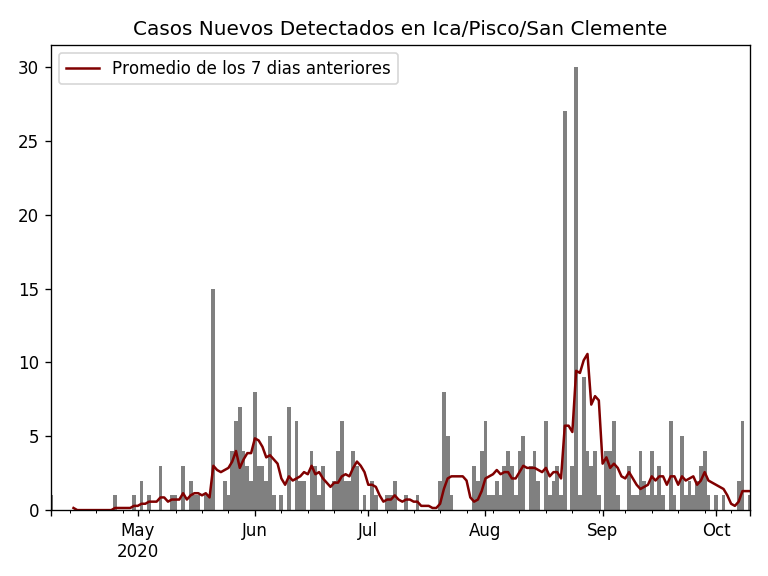 Casos Nuevos Detectados en Ica/Pisco/San Clemente
Promedio de los 7 dias anteriores
30
25
20
15
10
5
0
May Jun Jul Aug Sep Oct
2020